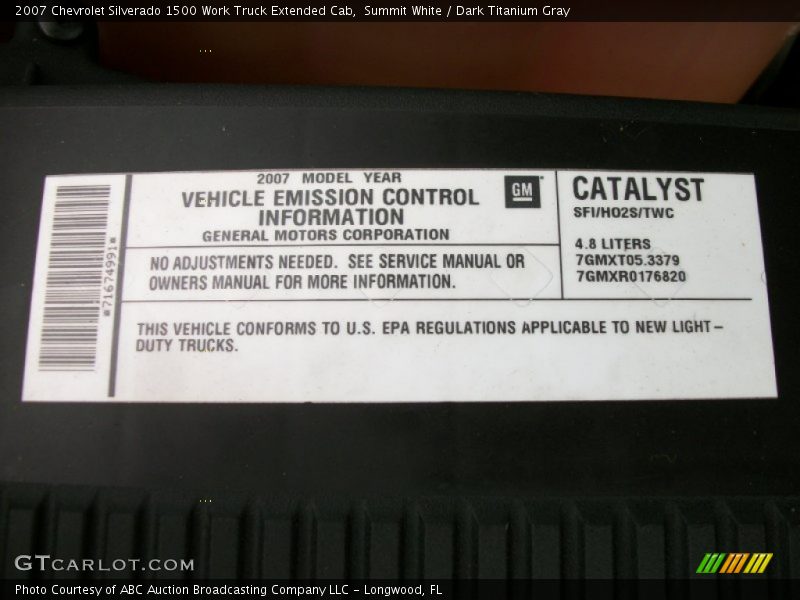 2007 Chevrolet Silverado 1500 Work Truck Extended Cab,  Summit White / Dark Titanium Gray
2007 MODEL YEAR
VEHICLE EMISSION CONTROL
INFORMATION
GENERAL MOTORS CORPORATION
GM
CATALYST
SFI/HO2S/TWC
4.8 LITERS
7GMXT05.3379
7GMXR0176820
NO ADJUSTMENTS NEEDED. SEE SERVICE MANUAL OR
OWNERS MANUAL FOR MORE INFORMATION.
THIS VEHICLE CONFORMS TO U.S. EPA REGULATIONS APPLICABLE TO NEW LIGHT-
DUTY TRUCKS.
*71674991*
GTCARLOT.COM
Photo Courtesy of ABC Auction Broadcasting Company LLC - Longwood, FL